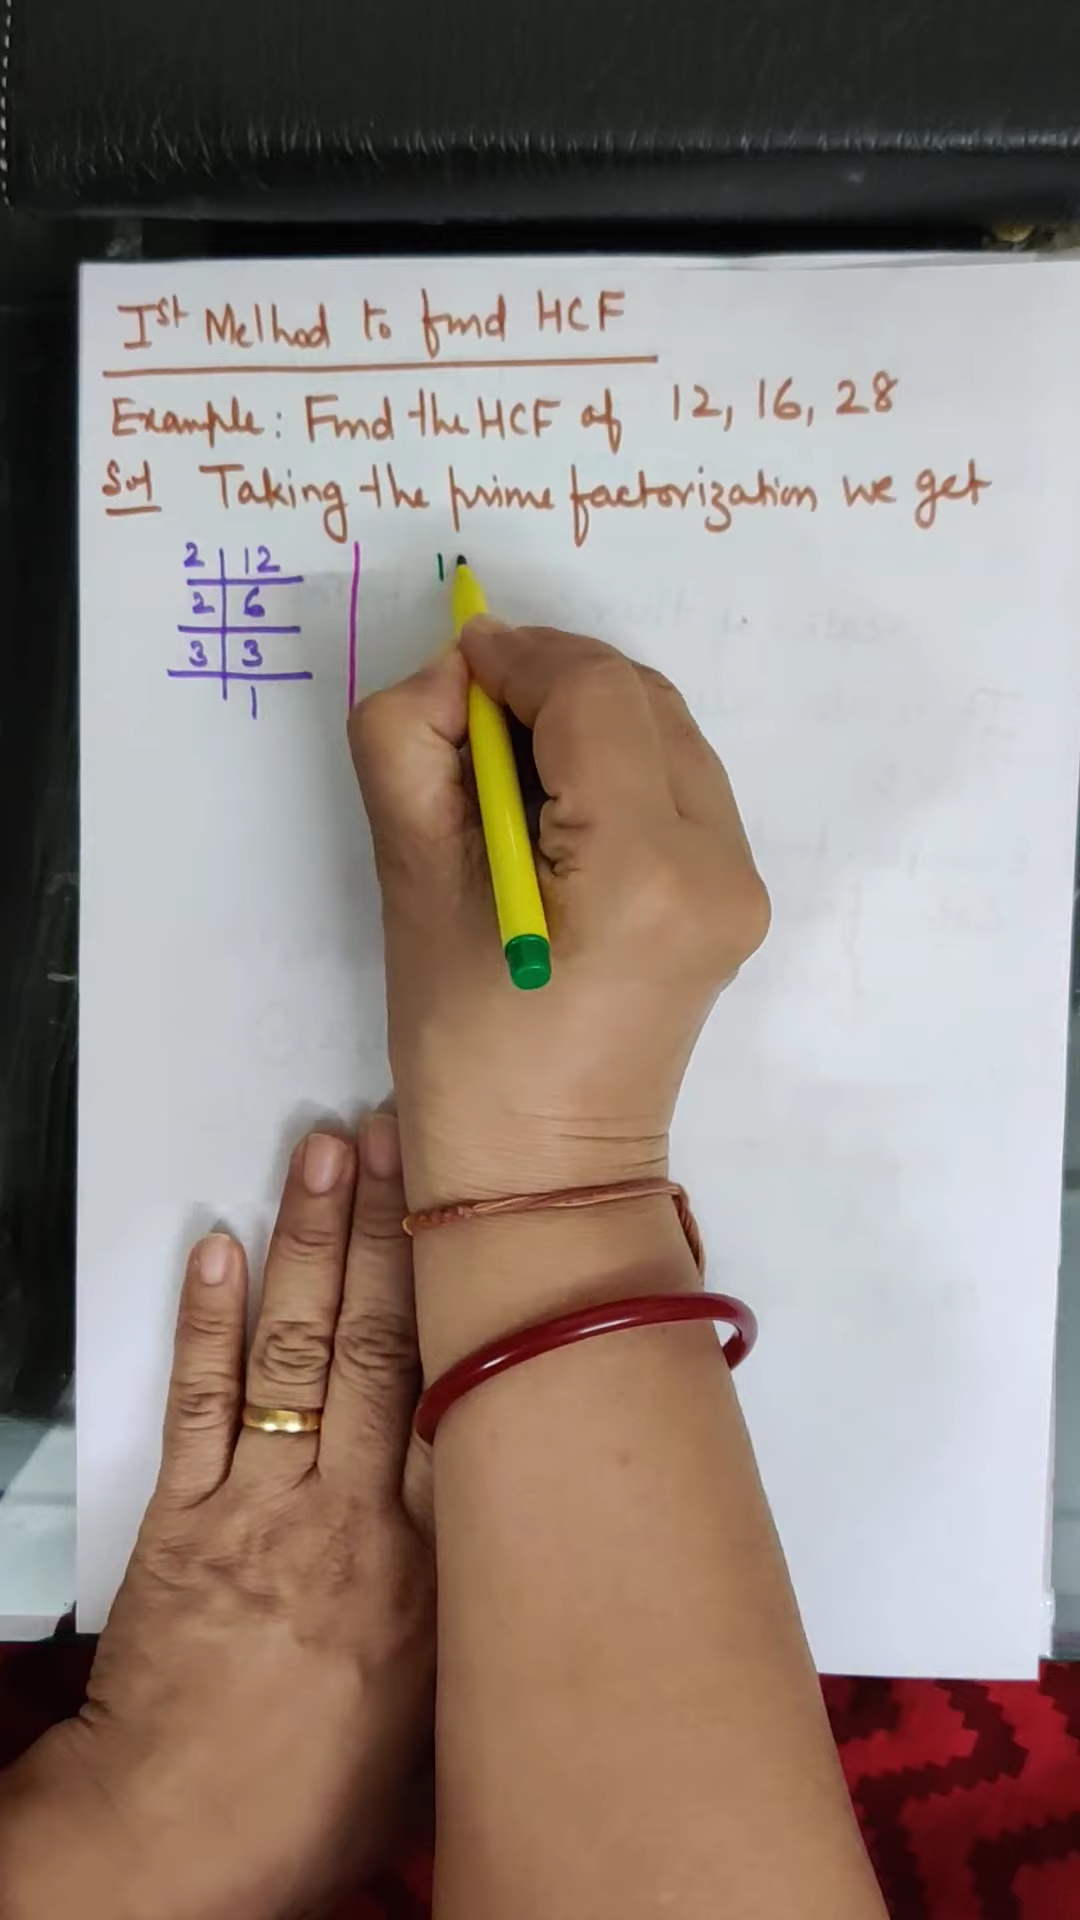 Ist Method to find HCF
Example: Find the HCF of 12, 16, 28
Sol Taking the prime factorization we get
2 | 12
2 | 6
3 | 3
| 1
1